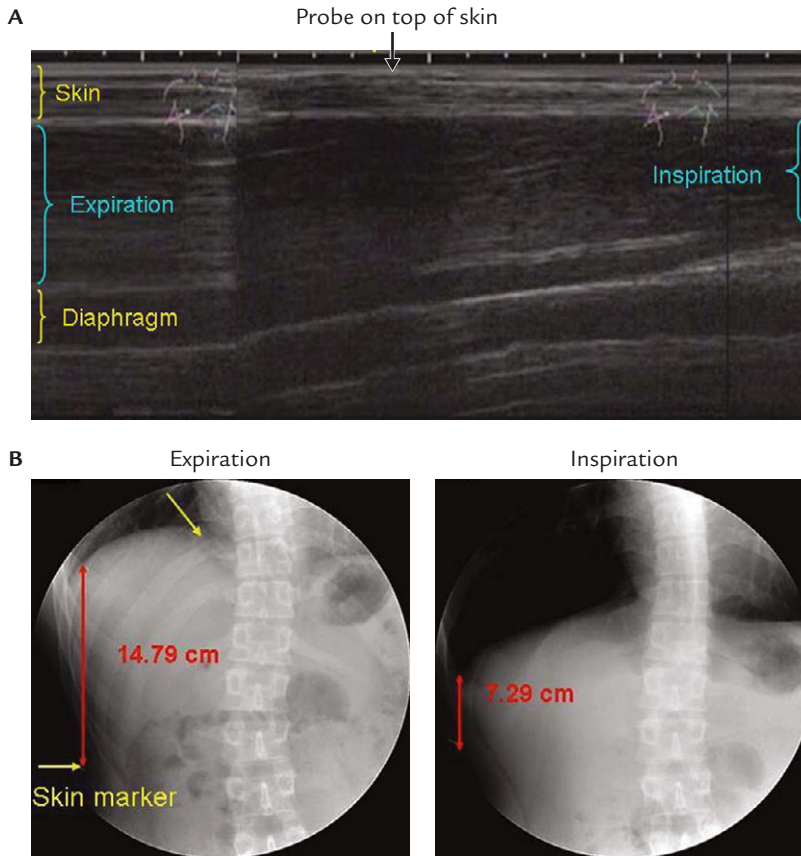 A
Probe on top of skin
Skin
Expiration
Inspiration
Diaphragm
B
Expiration
Inspiration
14.79 cm
7.29 cm
Skin marker